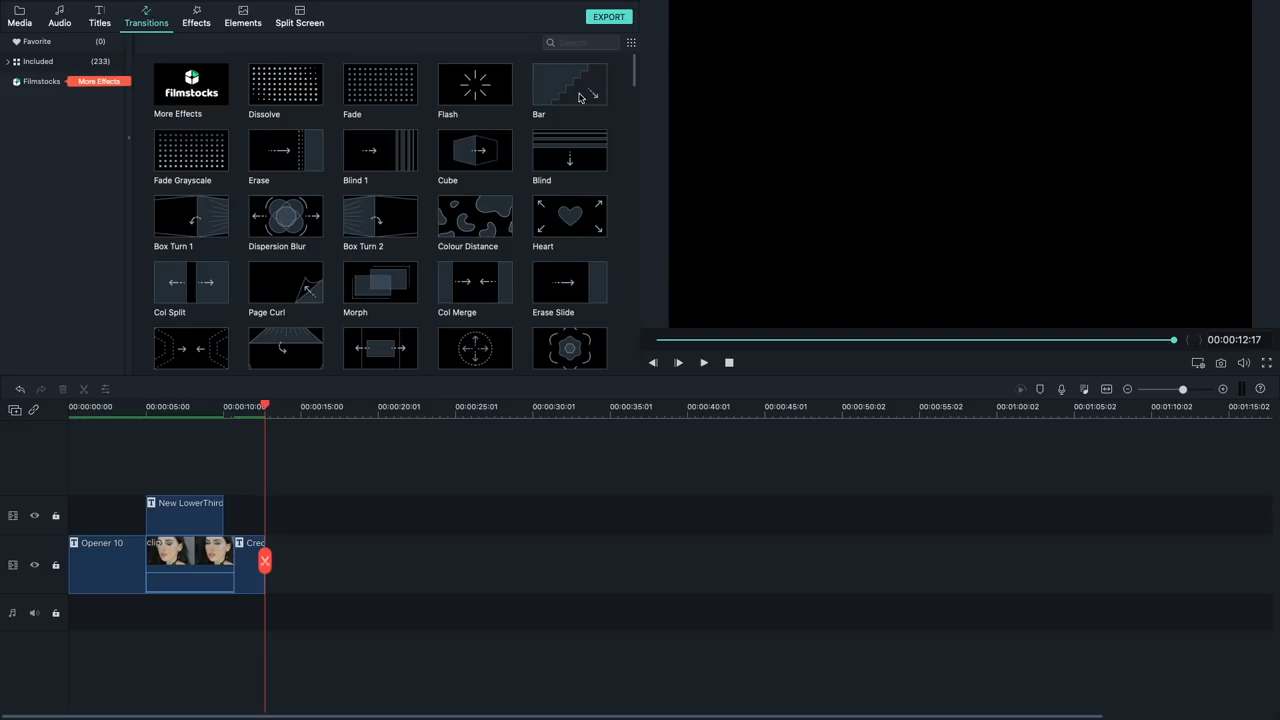 Media Audio Titles Transitions Effects Elements Split Screen
EXPORT
Favorite (0)
Search
Included (233)
Filmstocks More Effects
filmstocks
More Effects Dissolve Fade Flash Bar
Fade Grayscale Erase Blind 1 Cube Blind
Box Turn 1 Dispersion Blur Box Turn 2 Colour Distance Heart
Col Split Page Curl Morph Col Merge Erase Slide
00:00:12:17
00:00:00:00 00:00:05:00 00:00:10:0 00:00:15:00 00:00:20:01 00:00:25:01 00:00:30:01 00:00:35:01 00:00:40:01 00:00:45:01 00:00:50:02 00:00:55:02 00:01:00:02 00:01:05:02 00:01:10:02 00:01:15:02
T New LowerThird
T Opener 10 clip T Cred